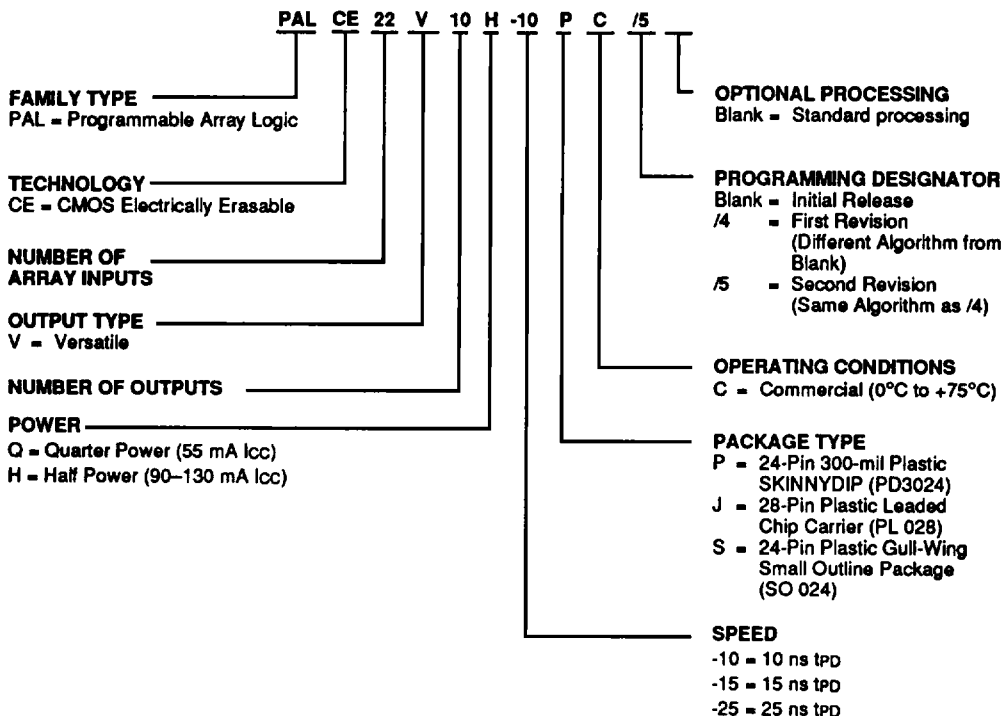 PAL CE 22 V 10 H -10 P C /5
FAMILY TYPE
PAL = Programmable Array Logic
TECHNOLOGY
CE = CMOS Electrically Erasable
NUMBER OF
ARRAY INPUTS
OUTPUT TYPE
V = Versatile
NUMBER OF OUTPUTS
POWER
Q = Quarter Power (55 mA Icc)
H = Half Power (90–130 mA Icc)
OPTIONAL PROCESSING
Blank = Standard processing
PROGRAMMING DESIGNATOR
Blank = Initial Release
/4 = First Revision
(Different Algorithm from
Blank)
/5 = Second Revision
(Same Algorithm as /4)
OPERATING CONDITIONS
C = Commercial (0°C to +75°C)
PACKAGE TYPE
P = 24-Pin 300-mil Plastic
SKINNYDIP (PD3024)
J = 28-Pin Plastic Leaded
Chip Carrier (PL 028)
S = 24-Pin Plastic Gull-Wing
Small Outline Package
(SO 024)
SPEED
-10 = 10 ns tPD
-15 = 15 ns tPD
-25 = 25 ns tPD